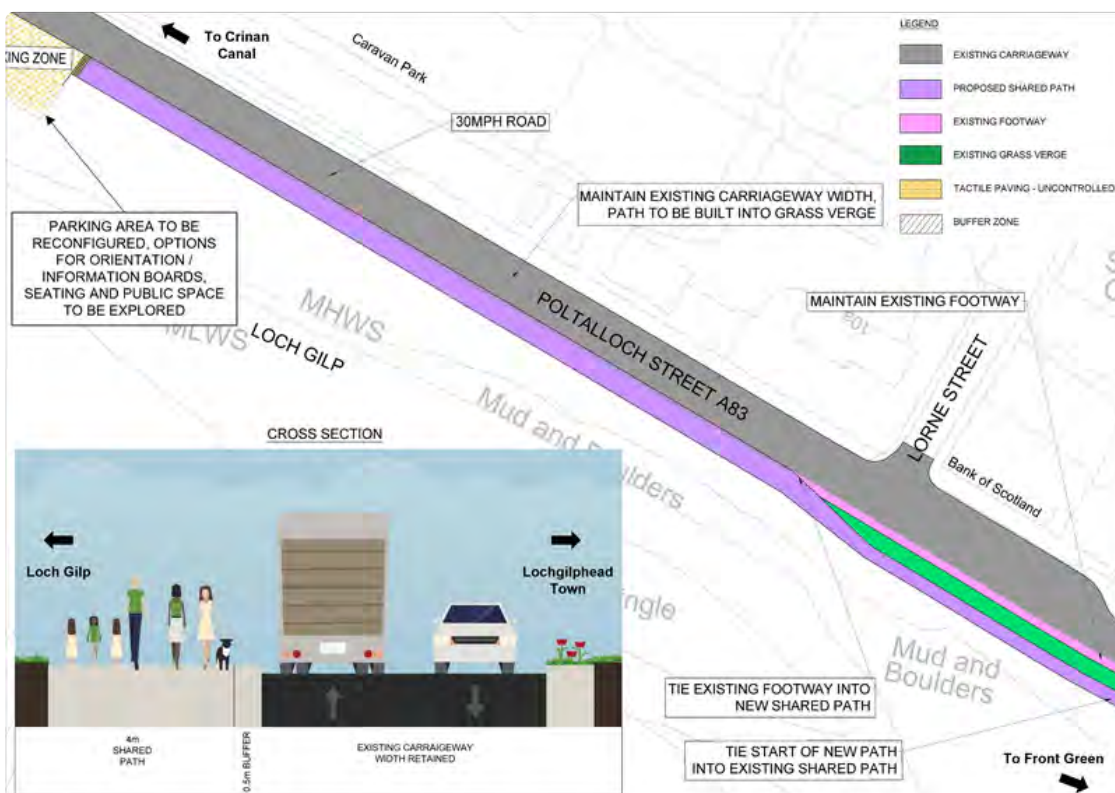 To Crinan
Canal
KING ZONE
Caravan Park
30MPH ROAD
LEGEND
EXISTING CARRIAGEWAY
PROPOSED SHARED PATH
EXISTING FOOTWAY
EXISTING GRASS VERGE
TACTILE PAVING - UNCONTROLLED
BUFFER ZONE
MAINTAIN EXISTING CARRIAGEWAY WIDTH,
PATH TO BE BUILT INTO GRASS VERGE
PARKING AREA TO BE
RECONFIGURED, OPTIONS
FOR ORIENTATION /
INFORMATION BOARDS,
SEATING AND PUBLIC SPACE
TO BE EXPLORED
MAINTAIN EXISTING FOOTWAY
MHWS
MLWS
LOCH GILP
POLTALLOCH STREET A83
109
LORNE STREET
Bank of Scotland
Mud and Boulders
ngle
Mud and
Boulders
CROSS SECTION
Loch Gilp
Lochgilphead
Town
4m
SHARED
PATH
0.5m BUFFER
EXISTING CARRAIGEWAY
WIDTH RETAINED
TIE EXISTING FOOTWAY INTO
NEW SHARED PATH
TIE START OF NEW PATH
INTO EXISTING SHARED PATH
To Front Green